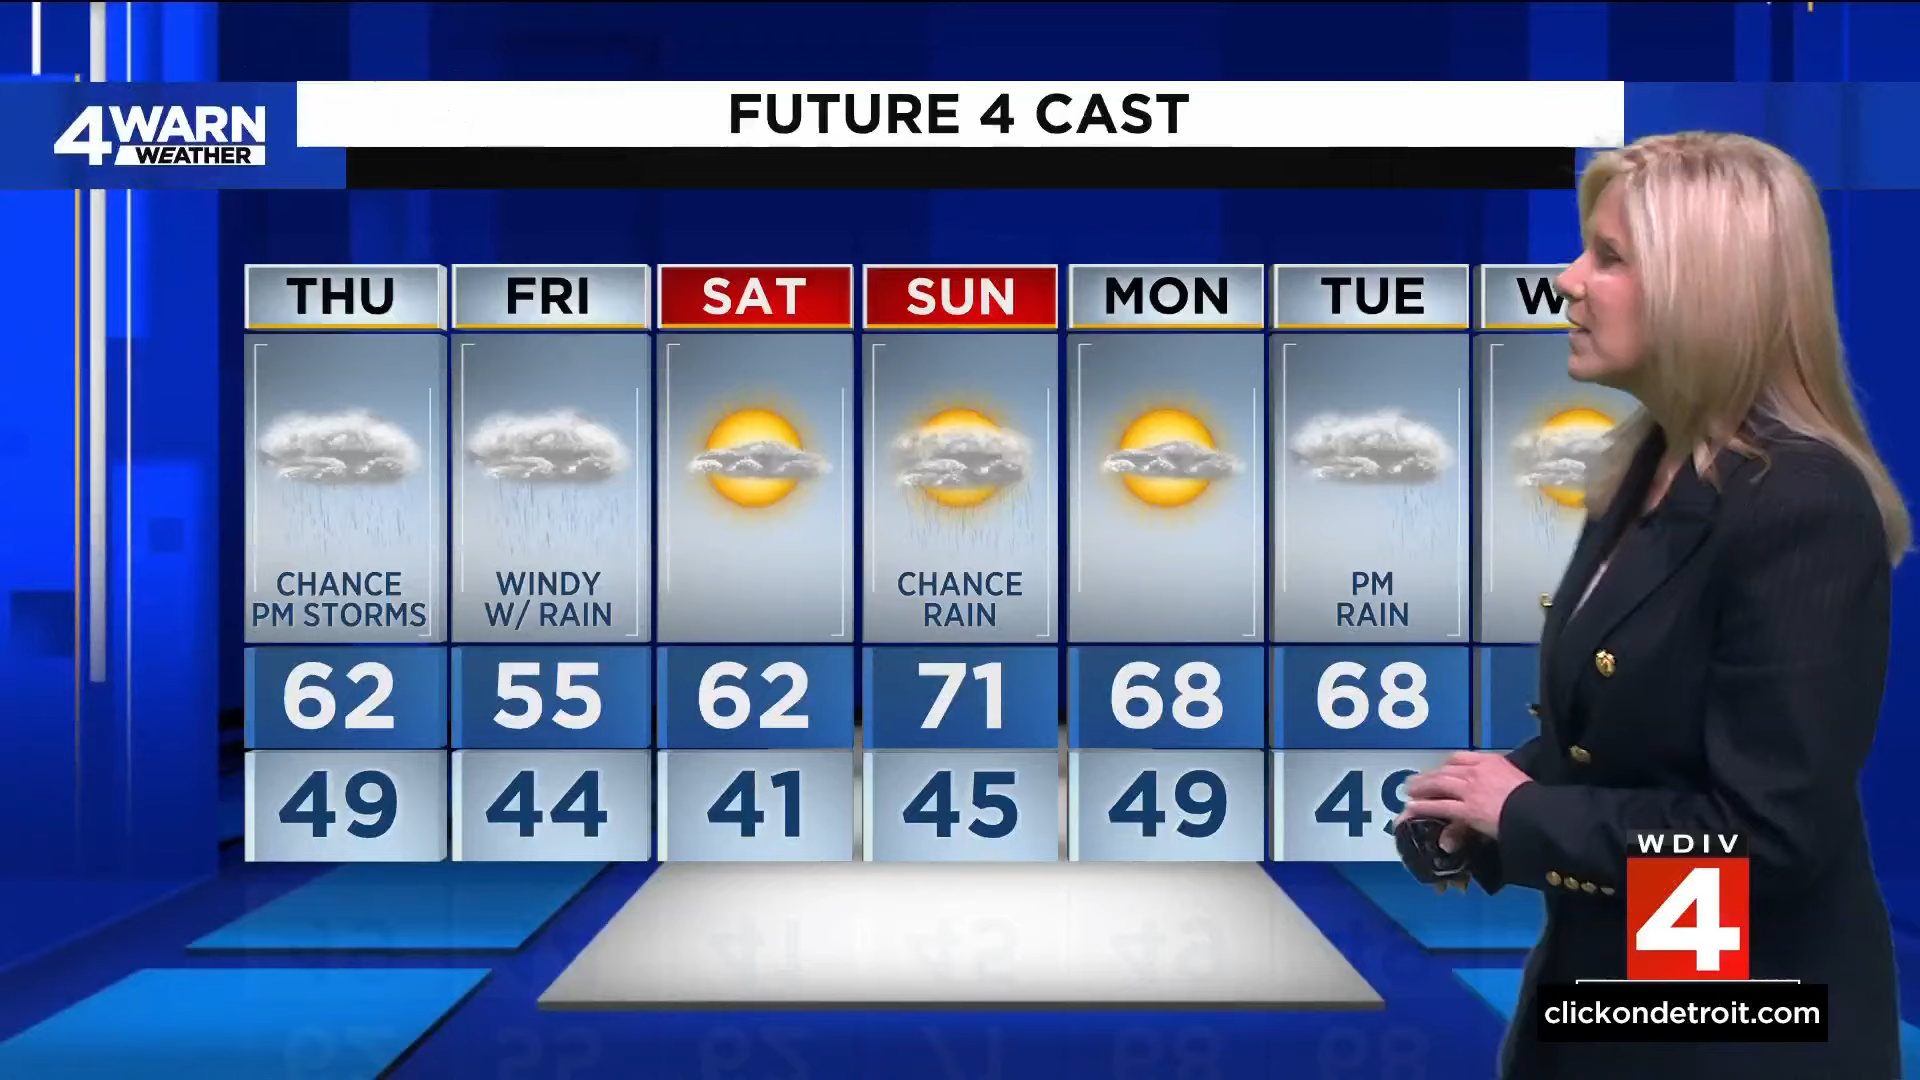 FUTURE 4 CAST
4WARN
WEATHER
THU
FRI
SAT
SUN
MON
TUE
CHANCE
PM STORMS
WINDY
W/ RAIN
CHANCE
RAIN
PM
RAIN
62
55
62
71
68
68
49
44
41
45
49
WDIV
4
clickondetroit.com